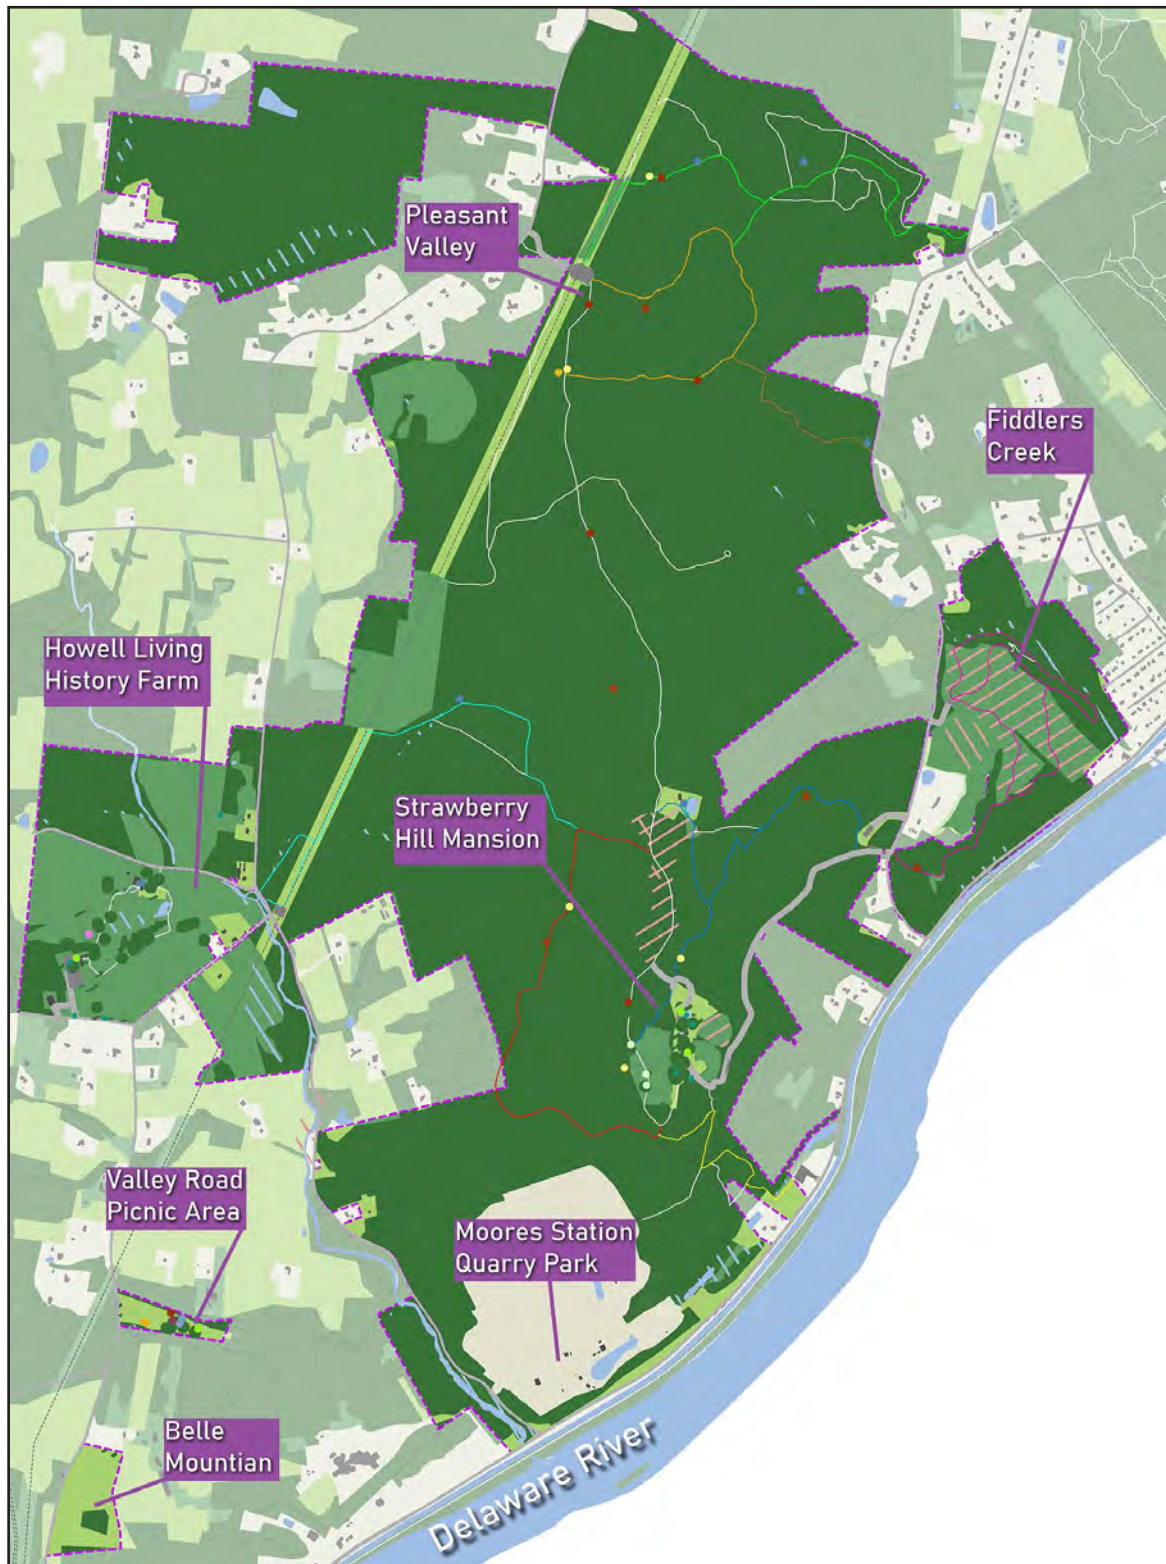 Pleasant
Valley
Fiddlers
Creek
Howell Living
History Farm
Strawberry
Hill Mansion
Valley Road
Picnic Area
Moores Station
Quarry Park
Belle
Mountian
Delaware River